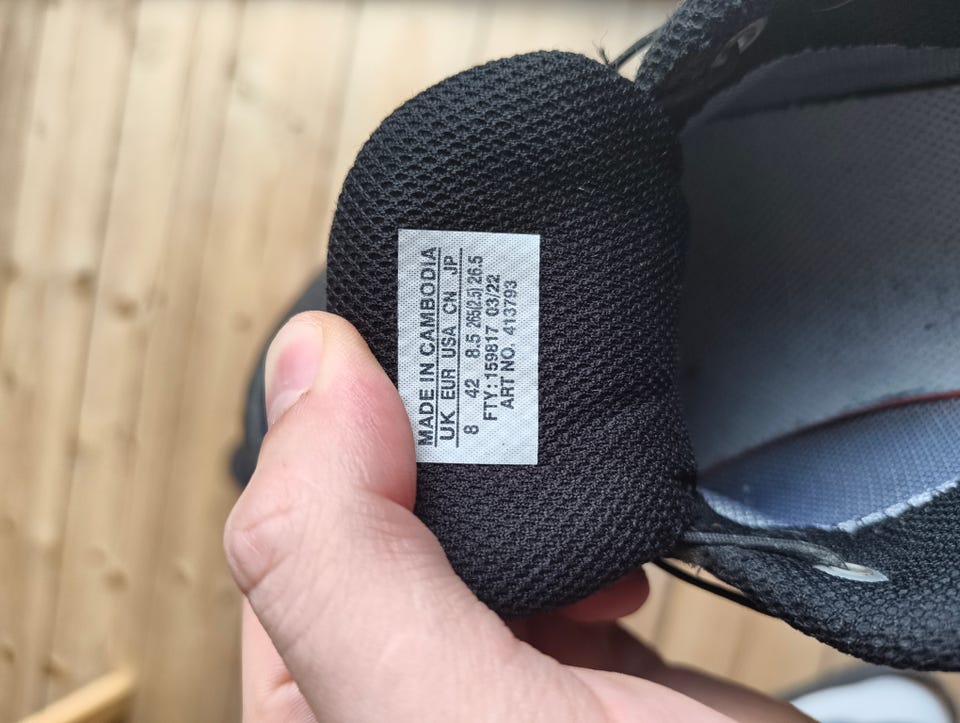 MADE IN CAMBODIA
UK EUR USA CN JP
8 42 8.5 265(2.5) 26.5
FTY: 159817 03/22
ART NO. 413793